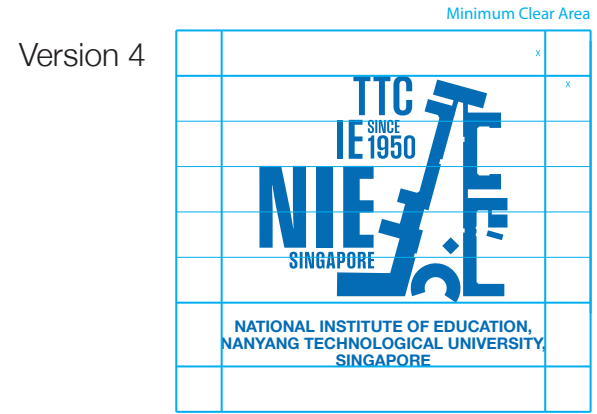 Minimum Clear Area
Version 4
x
x
TTC
IE SINCE 1950
NIE
SINGAPORE
NATIONAL INSTITUTE OF EDUCATION,
NANYANG TECHNOLOGICAL UNIVERSITY,
SINGAPORE